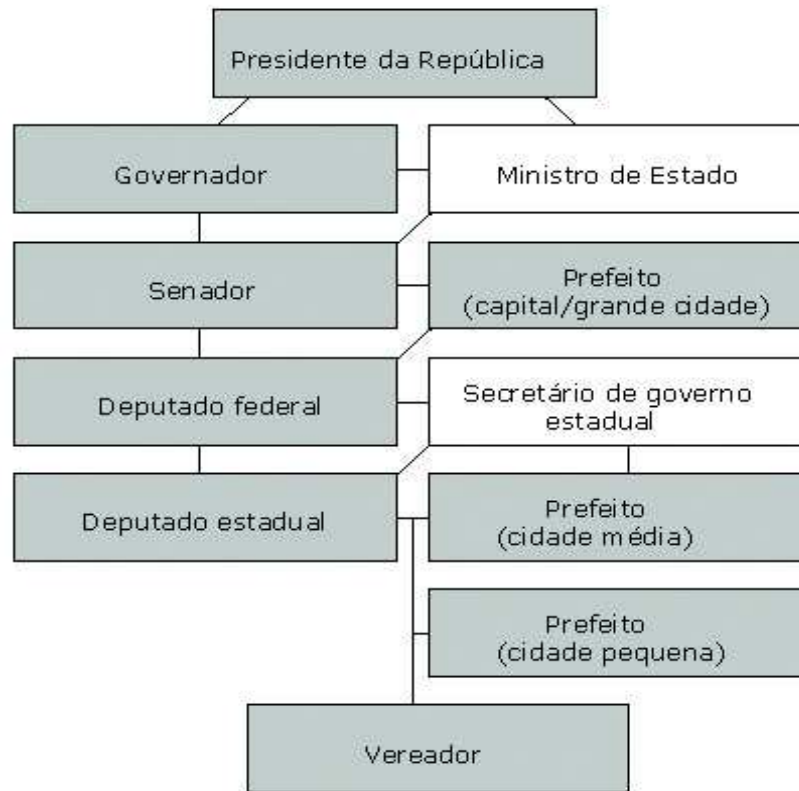 Presidente da República
Governador
Ministro de Estado
Senador
Prefeito
(capital/grande cidade)
Deputado federal
Secretário de governo
estadual
Deputado estadual
Prefeito
(cidade média)
Prefeito
(cidade pequena)
Vereador